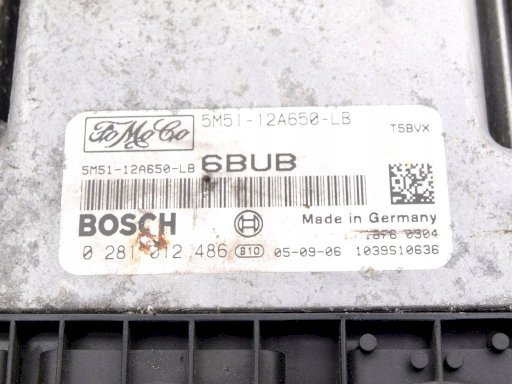 FoMoCo 5M51-12A650-LB T5BVX
5M51-12A650-LB 6BUB
BOSCH Made in Germany
0304
0 281 012 486 B10 05-09-06 1039S10636